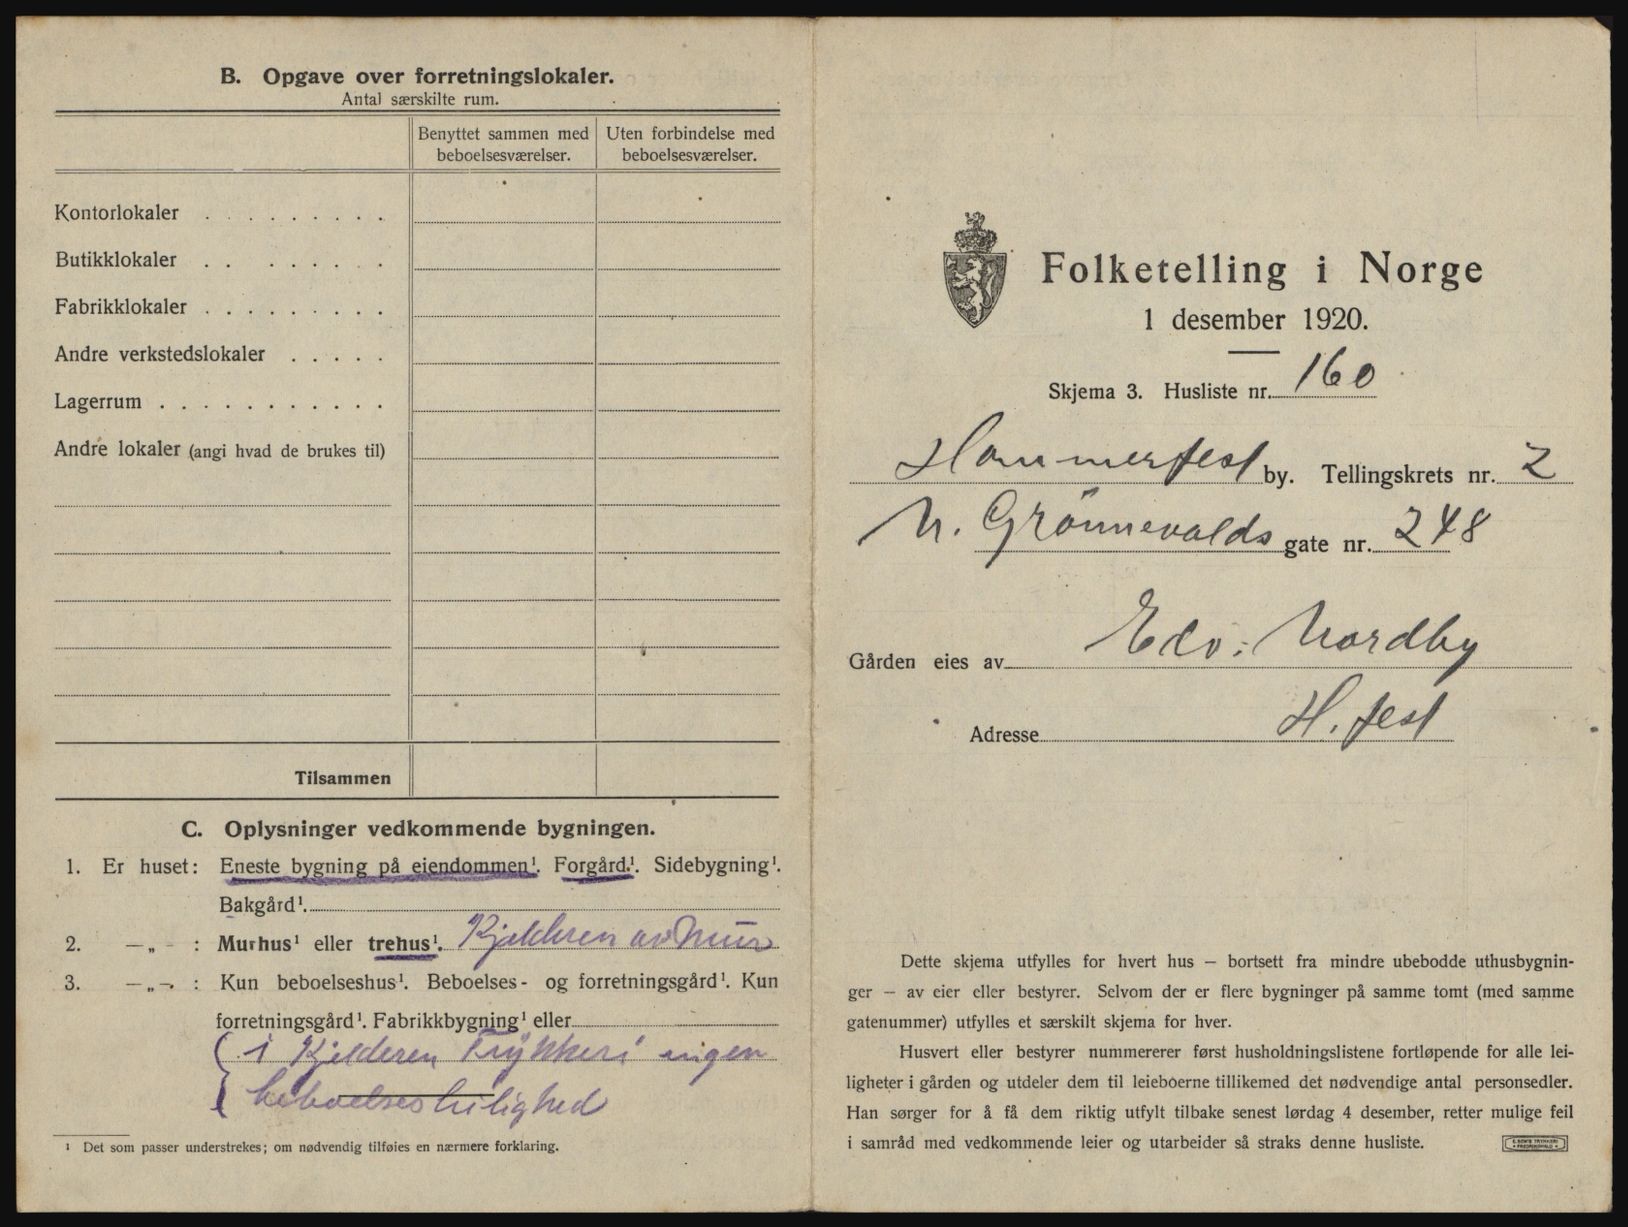 B. Opgave over forretningslokaler.
Antal særskilte rum.
Benyttet sammen med beboelsesværelser.
Uten forbindelse med beboelsesværelser.
Kontorlokaler . . . . . . . . .
Butikklokaler . . . . . . . .
Fabrikklokaler . . . . . . . . .
Andre verkstedslokaler . . . . .
Lagerrum . . . . . . . . . . .
Andre lokaler (angi hvad de brukes til)
Tilsammen
C. Oplysninger vedkommende bygningen.
1. Er huset: Eneste bygning på eiendommen¹. Forgård¹. Sidebygning¹.
Bakgård¹.
2. —„— : Murhus¹ eller trehus¹. Kjelderen av Mur
3. —„— : Kun beboelseshus¹. Beboelses- og forretningsgård¹. Kun
forretningsgård¹. Fabrikkbygning¹ eller
i Kjelderen Trykkeri ingen
beboelsesleilighed
¹ Det som passer understrekes; om nødvendig tilføies en nærmere forklaring.
Folketelling i Norge
1 desember 1920.
Skjema 3. Husliste nr. 160
Hammerfest by. Tellingskrets nr. 2
N. Grönnevolds gate nr. 248
Gården eies av Edv: Nordby
Adresse H. fest
Dette skjema utfylles for hvert hus – bortsett fra mindre ubebodde uthusbygnin-
ger – av eier eller bestyrer. Selvom der er flere bygninger på samme tomt (med samme
gatenummer) utfylles et særskilt skjema for hver.
Husvert eller bestyrer nummererer først husholdningslistene fortløpende for alle lei-
ligheter i gården og utdeler dem til leieboerne tillikemed det nødvendige antal personsedler.
Han sørger for å få dem riktig utfylt tilbake senest lørdag 4 desember, retter mulige feil
i samråd med vedkommende leier og utarbeider så straks denne husliste.